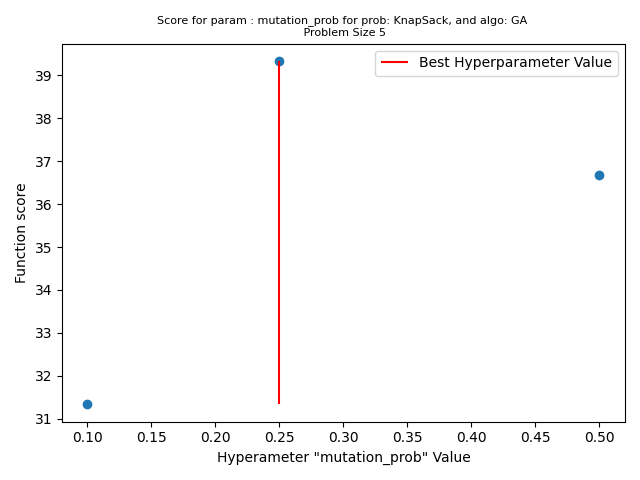 Score for param : mutation_prob for prob: KnapSack, and algo: GA
Problem Size 5
Best Hyperparameter Value
Function score
39
38
37
36
35
34
33
32
31
0.10 0.15 0.20 0.25 0.30 0.35 0.40 0.45 0.50
Hyperameter "mutation_prob" Value